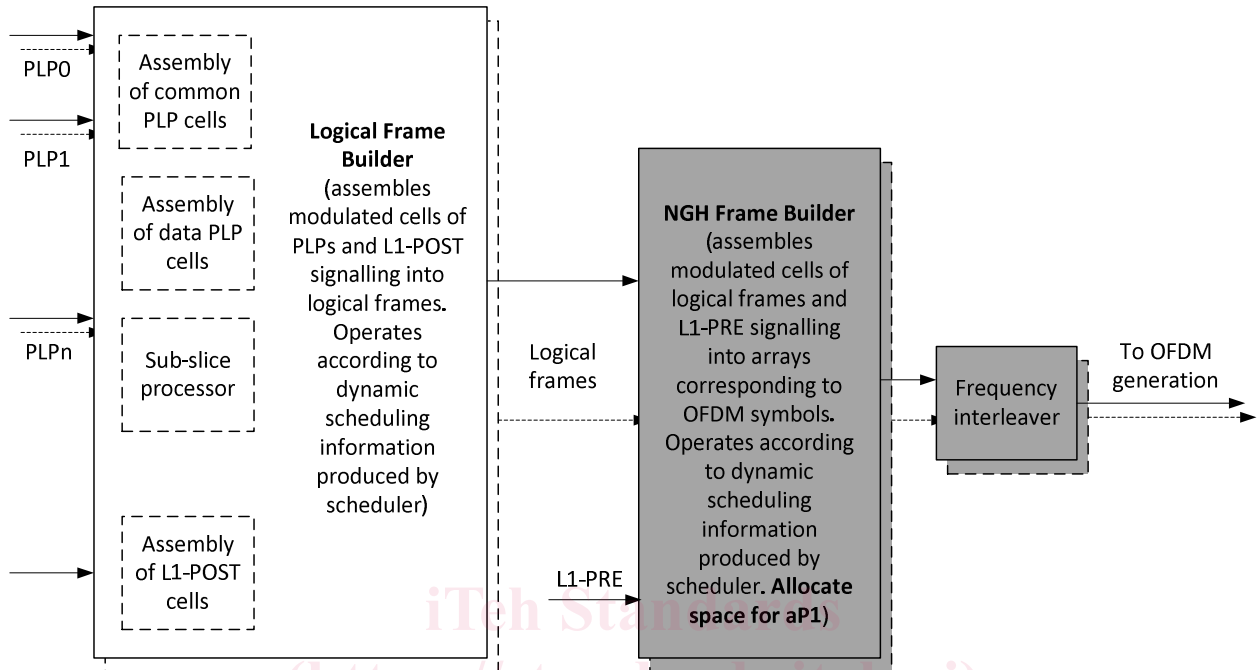 PLP0
PLP1
PLPn
Assembly
of common
PLP cells
Assembly
of data PLP
cells
Sub-slice
processor
Assembly
of L1-POST
cells
Logical Frame
Builder
(assembles
modulated cells of
PLPs and L1-POST
signalling into
logical frames.
Operates
according to
dynamic
scheduling
information
produced by
scheduler)
Logical
frames
L1-PRE
NGH Frame Builder
(assembles
modulated cells of
logical frames and
L1-PRE signalling
into arrays
corresponding to
OFDM symbols.
Operates according
to dynamic
scheduling
information
produced by
scheduler. Allocate
space for aP1)
Frequency
interleaver
To OFDM
generation
iTeh Standards